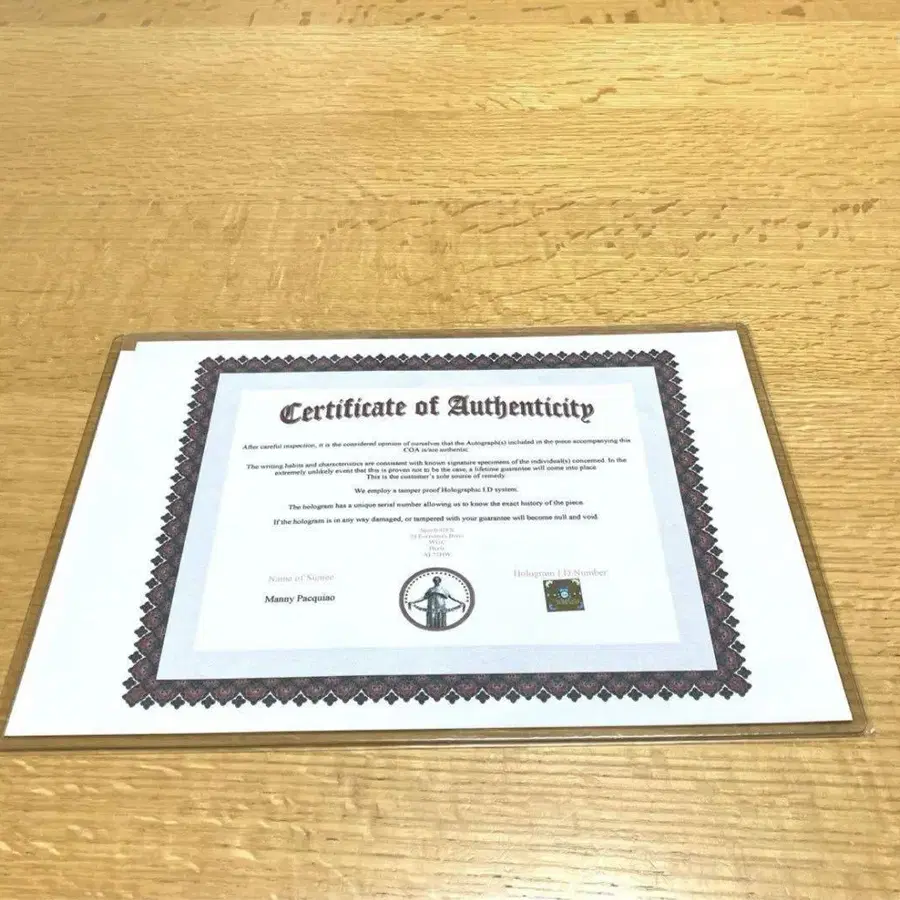 Certificate of Authenticity
After careful inspection, it is the considered opinion of ourselves that the Autograph(s) included in the piece accompanying this
COA is/are authentic;
The writing habits and characteristics are consistent with known signature specimens of the individual(s) concerned. In the
extremely unlikely event that this is proven not to be the case, a lifetime guarantee will come into place.
This is the customer's sole source of remedy.
We employ a tamper proof Holographic I.D system.
The hologram has a unique serial number allowing us to know the exact history of the piece.
If the hologram is in any way damaged, or tampered with your guarantee will become null and void.
Name of Signee
Hologram I.D Number
Manny Pacquiao